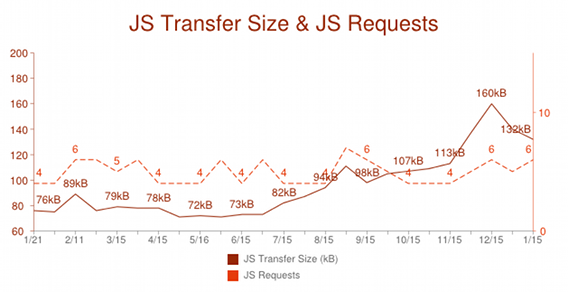 JS Transfer Size & JS Requests
200
180
160
140
120
100
80
60
10
0
160kB
132kB
6 5 6 6 6
4 4 4 4 4 4 4
113kB
107kB
98kB
94kB
89kB
82kB
76kB 79kB 78kB 72kB 73kB
1/21 2/11 3/15 4/15 5/16 6/15 7/15 8/15 9/15 10/15 11/15 12/15 1/15
JS Transfer Size (kB)
JS Requests